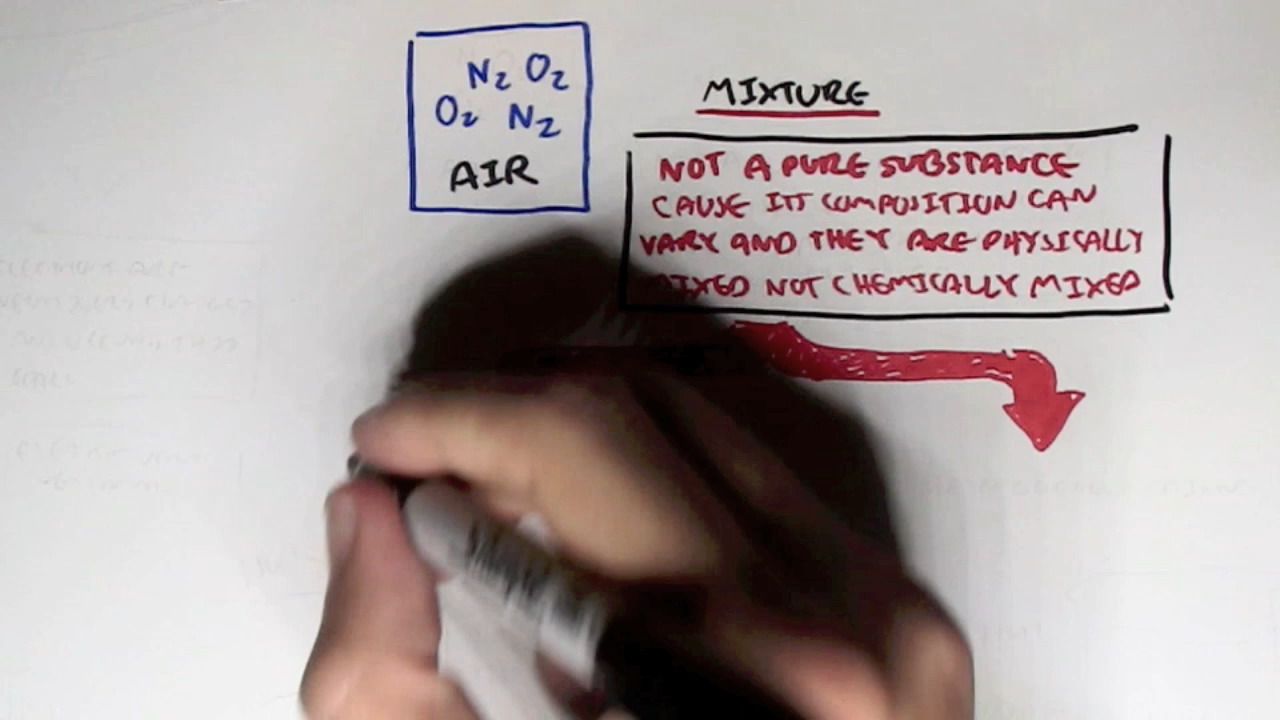 N2 O2
O2 N2
AIR
MIXTURE
NOT A PURE SUBSTANCE
CAUSE ITS COMPOSITION CAN
VARY AND THEY ARE PHYSICALLY
MIXED NOT CHEMICALLY MIXED